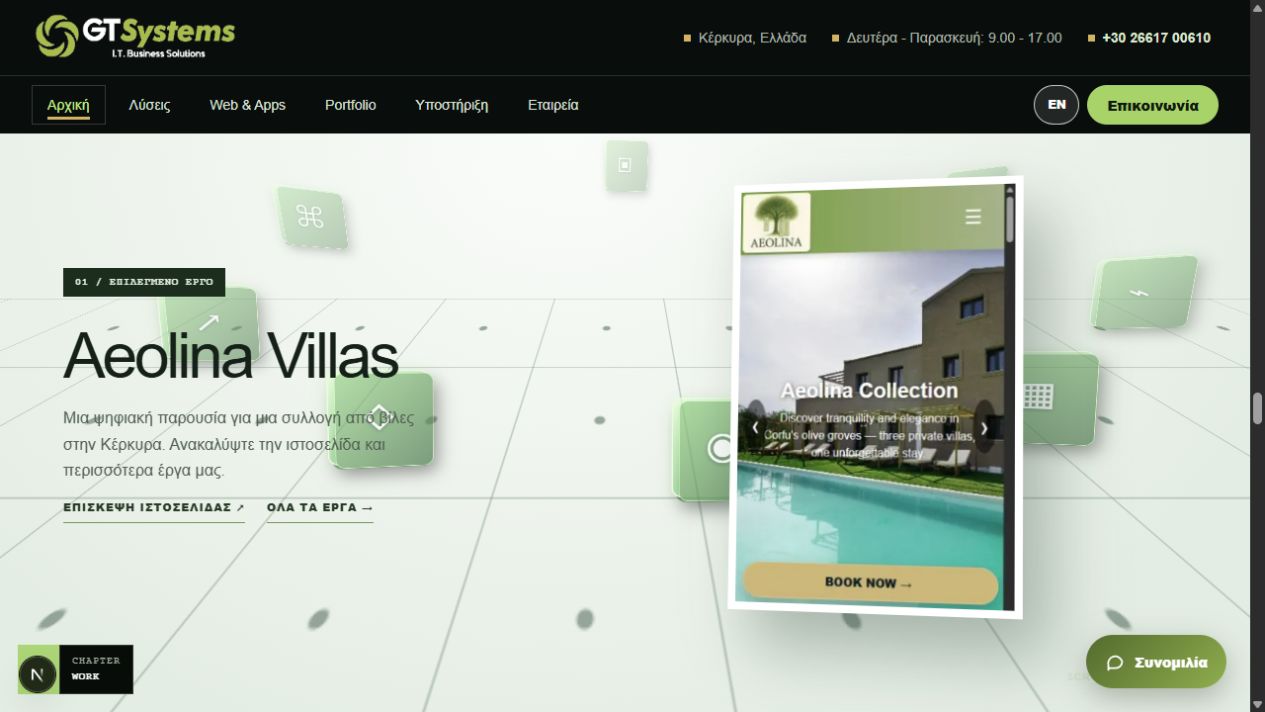 GTSystems
I.T. Business Solutions
Κέρκυρα, Ελλάδα
Δευτέρα - Παρασκευή: 9.00 - 17.00
+30 26617 00610
Αρχική
Λύσεις
Web & Apps
Portfolio
Υποστήριξη
Εταιρεία
EN
Επικοινωνία
01 / ΕΠΙΛΕΓΜΕΝΟ ΕΡΓΟ
Aeolina Villas
Μια ψηφιακή παρουσία για μια συλλογή από βίλες
στην Κέρκυρα. Ανακαλύψτε την ιστοσελίδα και
περισσότερα έργα μας.
ΕΠΙΣΚΕΨΗ ΙΣΤΟΣΕΛΙΔΑΣ ↗
ΟΛΑ ΤΑ ΕΡΓΑ →
AEOLINA
Aeolina Collection
Discover tranquility and elegance in
Corfu's olive groves — three private villas,
one unforgettable stay
BOOK NOW →
N
CHAPTER
WORK
Συνομιλία